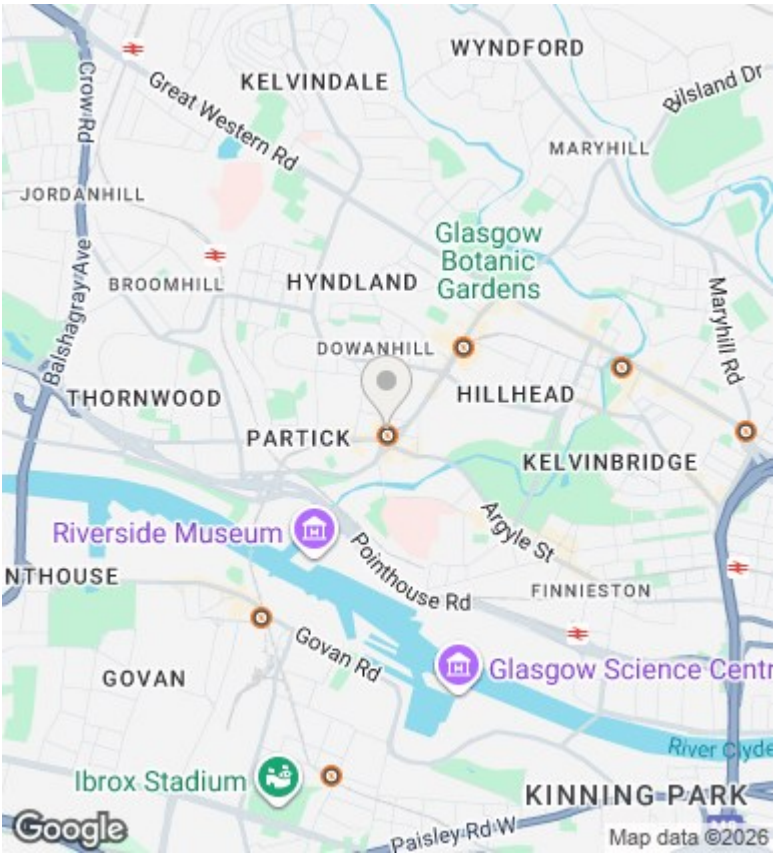 WYNDFORD
KELVINDALE
Bilsland Dr
Crow Rd
Great Western Rd
MARYHILL
JORDANHILL
Glasgow
Botanic
Gardens
BROOMHILL
HYNDLAND
Maryhill Rd
Balshagray Ave
DOWANHILL
THORNWOOD
HILLHEAD
PARTICK
KELVINBRIDGE
Argyle St
Riverside Museum
Pointhouse Rd
NTHOUSE
FINNIESTON
Govan Rd
GOVAN
Glasgow Science Centr
River Clyde
Ibrox Stadium
KINNING PARK
Google
Paisley Rd W
M8
Map data ©2026